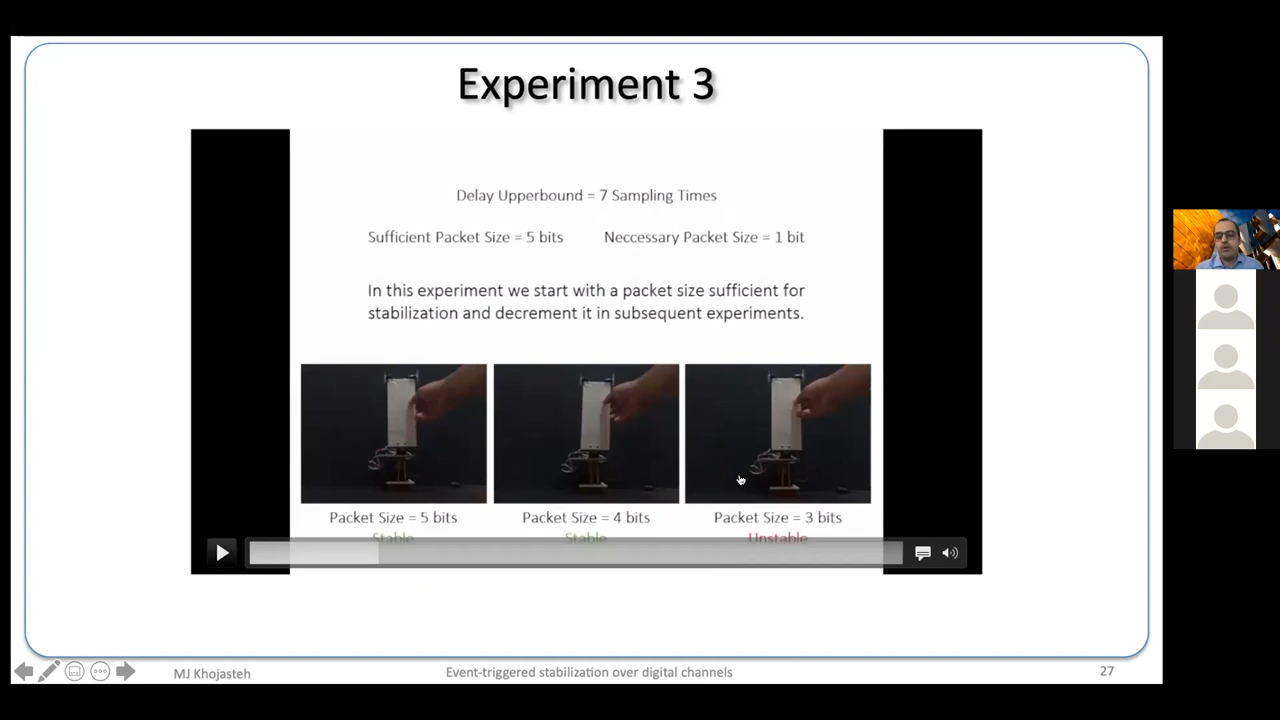 Experiment 3
Delay Upperbound = 7 Sampling Times
Sufficient Packet Size = 5 bits
Neccessary Packet Size = 1 bit
In this experiment we start with a packet size sufficient for
stabilization and decrement it in subsequent experiments.
Packet Size = 5 bits
Packet Size = 4 bits
Packet Size = 3 bits
Stable
Stable
Unstable
MJ Khojasteh
Event-triggered stabilization over digital channels
27